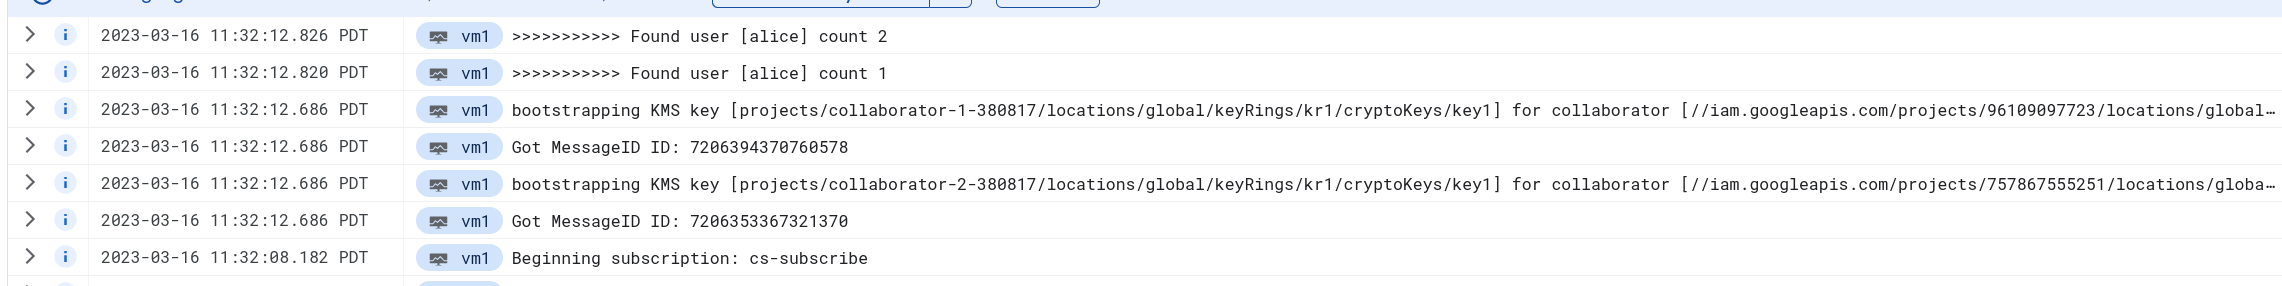 2023-03-16 11:32:12.826 PDT vm1 >>>>>>>>>>> Found user [alice] count 2
2023-03-16 11:32:12.820 PDT vm1 >>>>>>>>>>> Found user [alice] count 1
2023-03-16 11:32:12.686 PDT vm1 bootstrapping KMS key [projects/collaborator-1-380817/locations/global/keyRings/kr1/cryptoKeys/key1] for collaborator [//iam.googleapis.com/projects/96109097723/locations/global…
2023-03-16 11:32:12.686 PDT vm1 Got MessageID ID: 7206394370760578
2023-03-16 11:32:12.686 PDT vm1 bootstrapping KMS key [projects/collaborator-2-380817/locations/global/keyRings/kr1/cryptoKeys/key1] for collaborator [//iam.googleapis.com/projects/757867555251/locations/globa…
2023-03-16 11:32:12.686 PDT vm1 Got MessageID ID: 7206353367321370
2023-03-16 11:32:08.182 PDT vm1 Beginning subscription: cs-subscribe